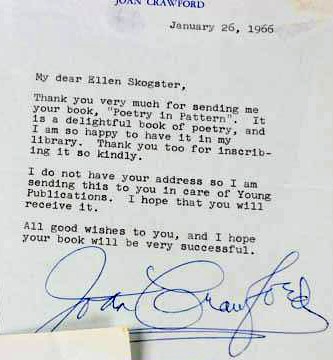 JOAN CRAWFORD
January 26, 1966
My dear Ellen Skogster,
Thank you very much for sending me
your book, "Poetry in Pattern". It
is a delightful book of poetry, and
I am so happy to have it in my
library. Thank you too for inscrib-
ing it so kindly.
I do not have your address so I am
sending this to you in care of Young
Publications. I hope that you will
receive it.
All good wishes to you, and I hope
your book will be very successful.
Joan Crawford